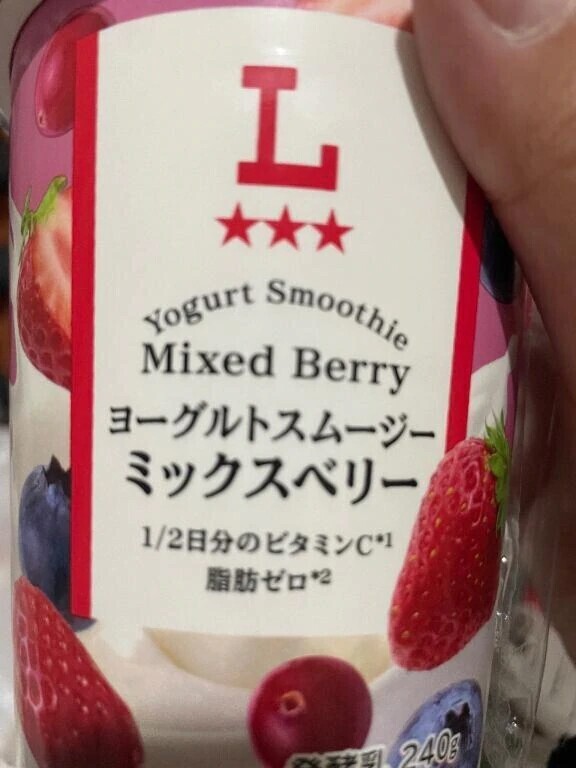 L
★★★
Yogurt Smoothie
Mixed Berry
ヨーグルトスムージー
ミックスベリー
1/2日分のビタミンC*1
脂肪ゼロ*2
発酵乳 240g